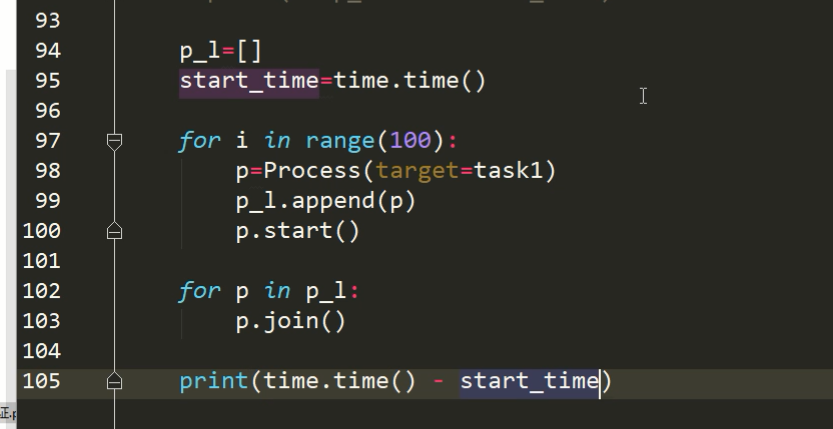 93
94 p_l=[]
95 start_time=time.time()
96
97 for i in range(100):
98 p=Process(target=task1)
99 p_l.append(p)
100 p.start()
101
102 for p in p_l:
103 p.join()
104
105 print(time.time() - start_time)
证.p